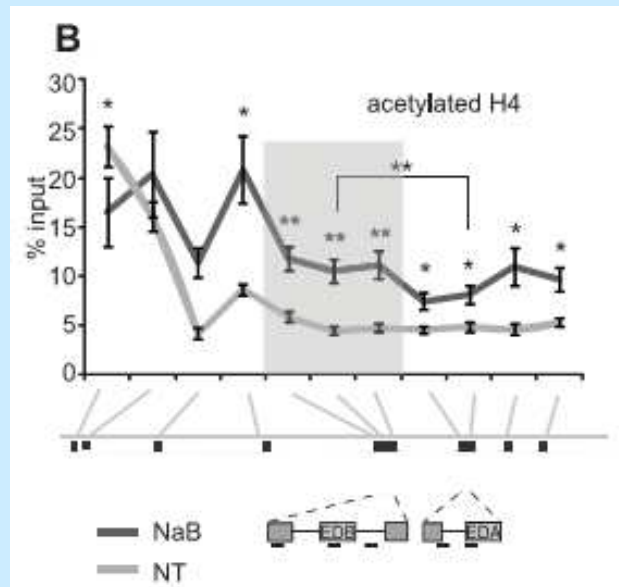 B
acetylated H4
% input
30
25
20
15
10
5
0
*
*
** ** **
**
* * * *
EDB EDA
NaB
NT